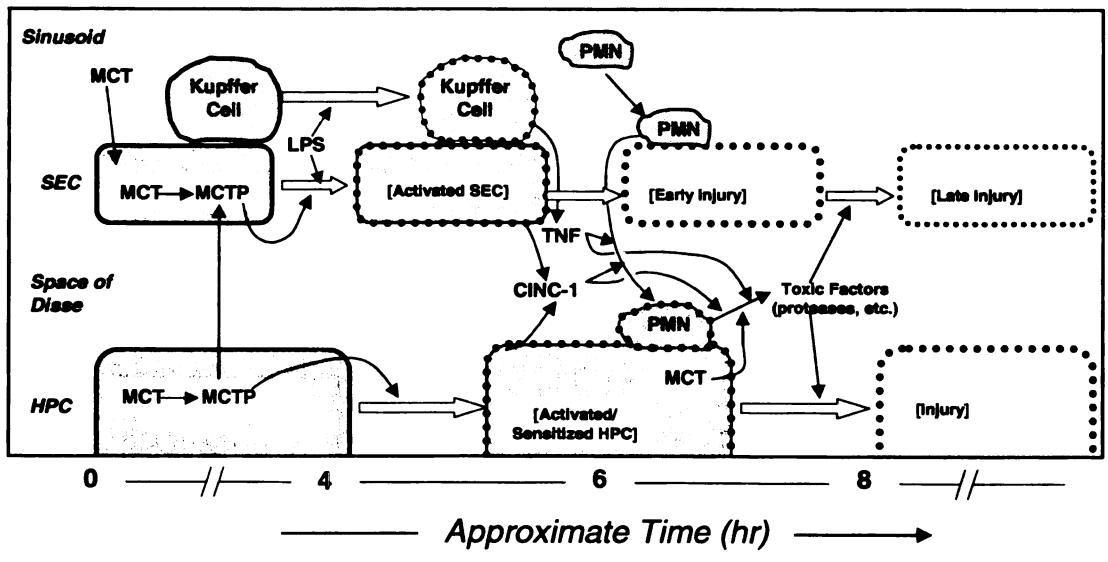 Sinusoid
MCT
Kupffer
Cell
Kupffer
Cell
PMN
PMN
LPS
SEC
MCT
MCTP
[Activated SEC]
[Early Injury]
[Late Injury]
TNF
Space of
Disse
CINC-1
Toxic Factors
(proteases, etc.)
PMN
MCT
HPC
MCT
MCTP
[Activated/
Sensitized HPC]
[Injury]
0
4
6
8
Approximate Time (hr)